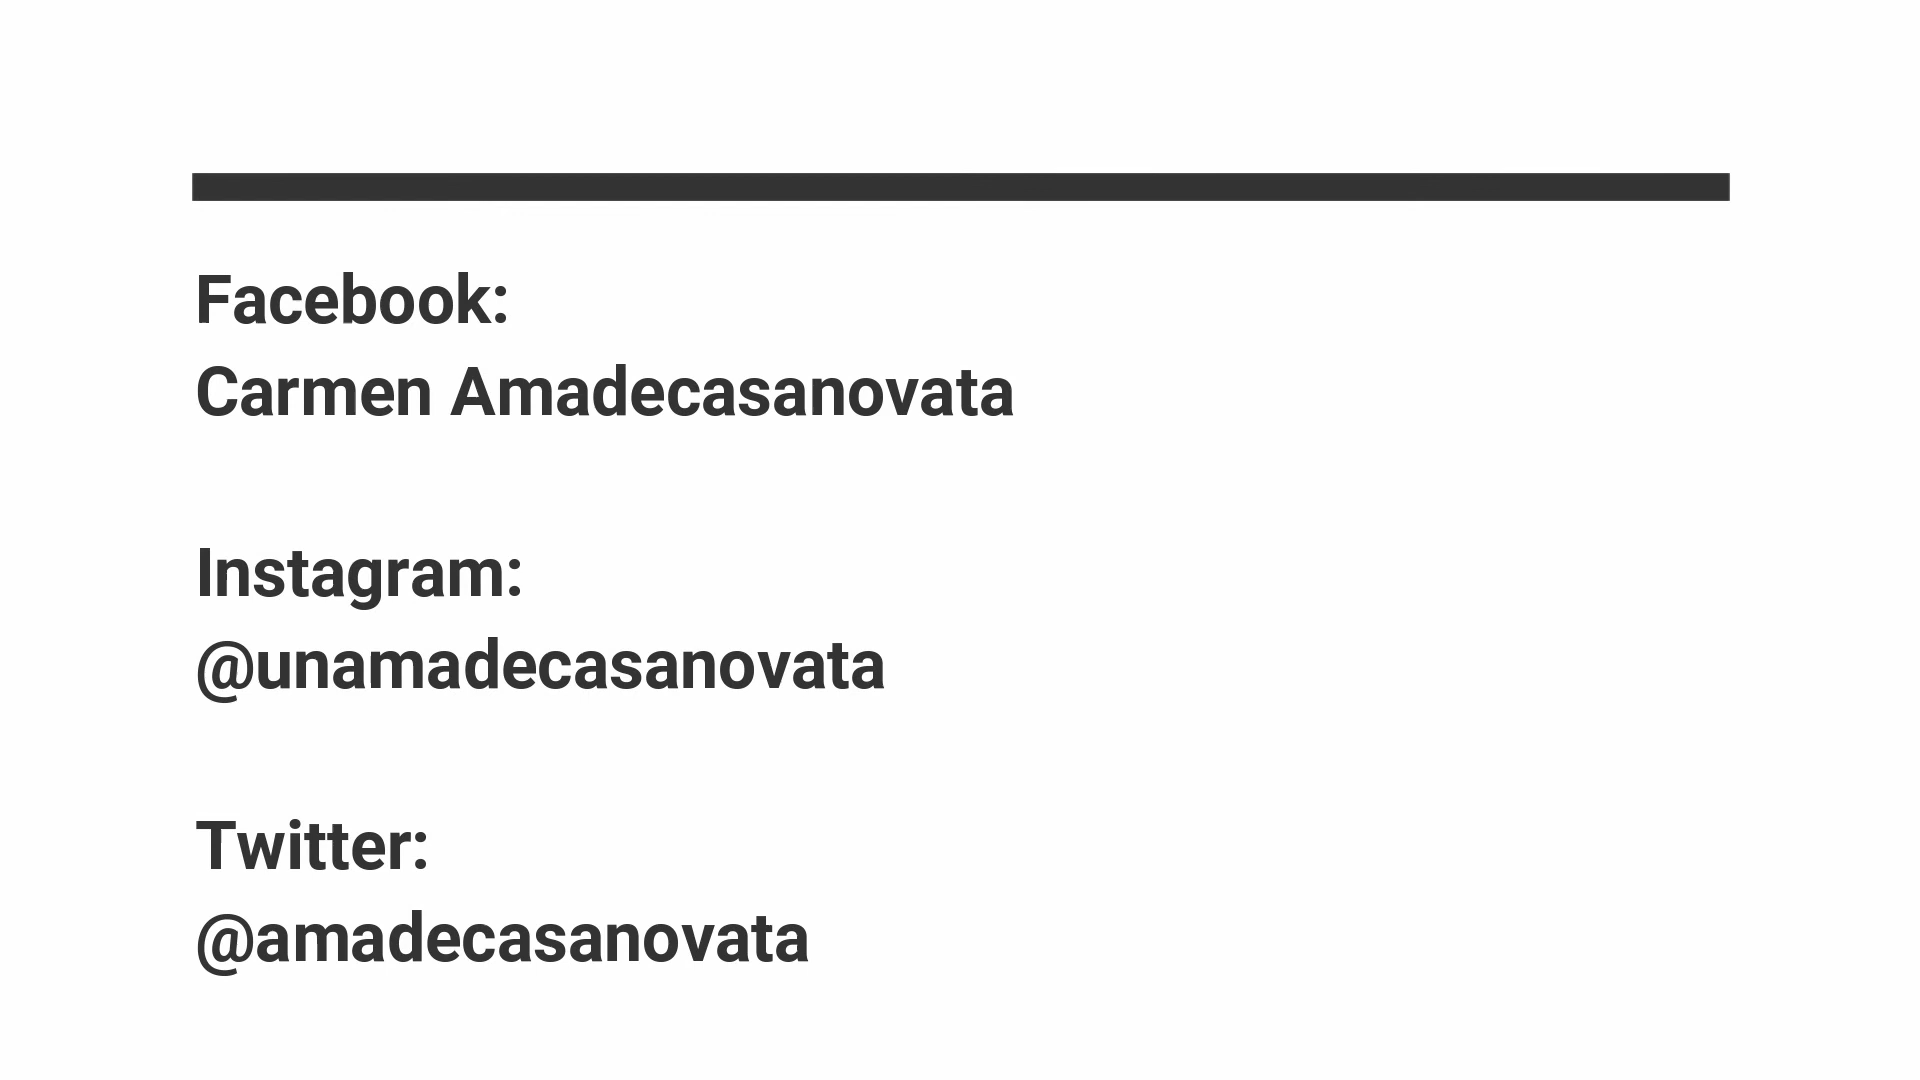 Facebook:
Carmen Amadecasanovata
Instagram:
@unamadecasanovata
Twitter:
@amadecasanovata